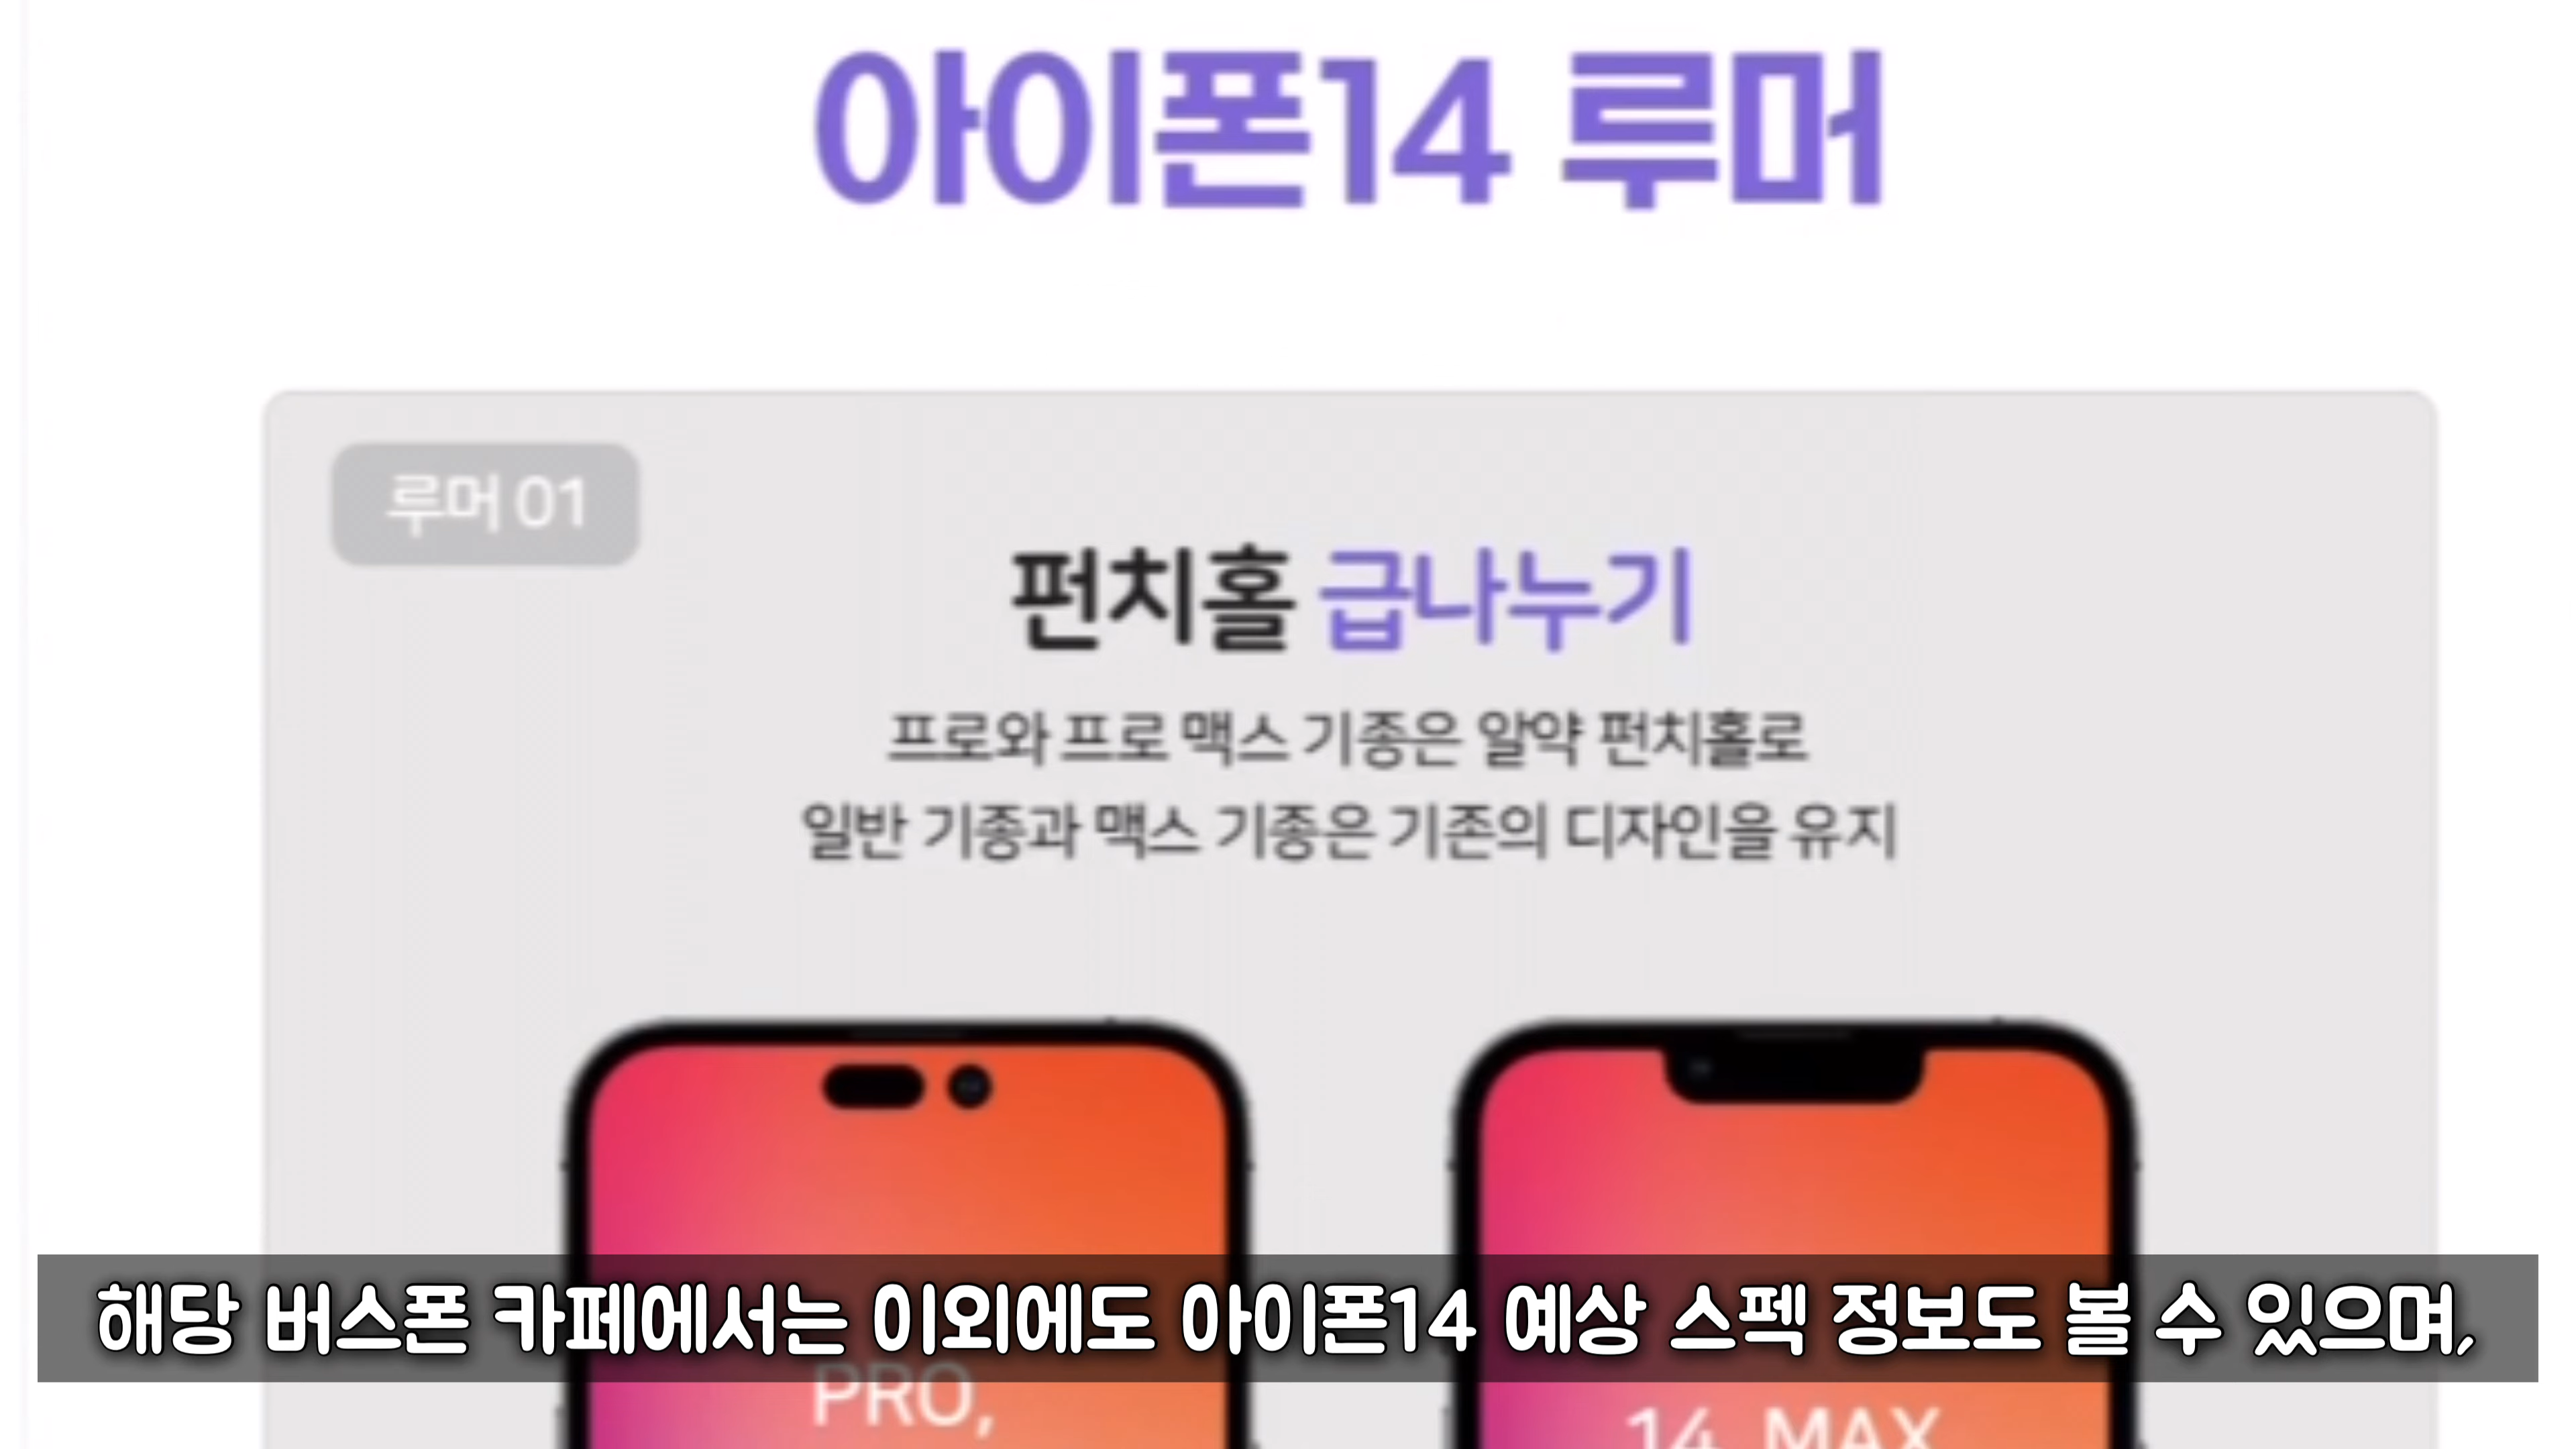 아이폰14 루머
루머 01
펀치홀 급나누기
프로와 프로 맥스 기종은 알약 펀치홀로
일반 기종과 맥스 기종은 기존의 디자인을 유지
해당 버스폰 카페에서는 이외에도 아이폰14 예상 스펙 정보도 볼 수 있으며,
PRO,
14, MAX